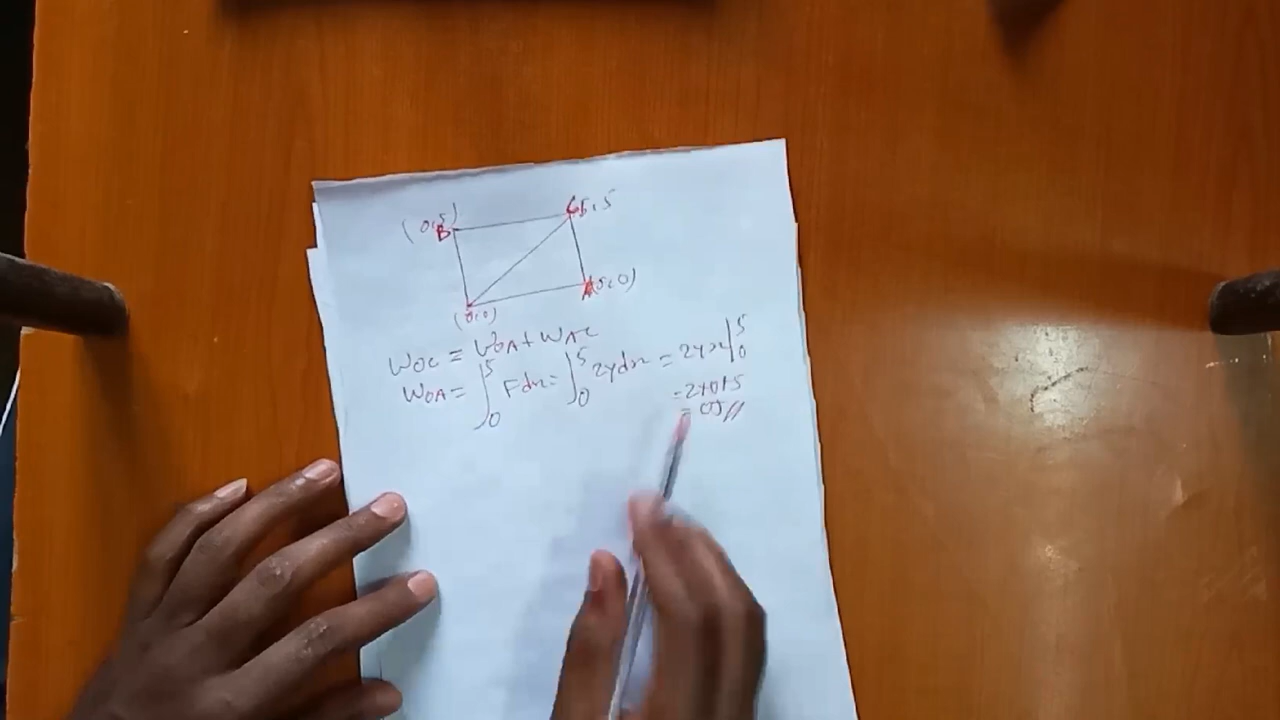 (0,5) B C 5,5
(0,0) A(5,0)
WOC = WOA + WAC
WOA = ∫₀⁵ Fdx = ∫₀⁵ 2ydx = 2yx|₀⁵
= 2×0×5
= 0J //